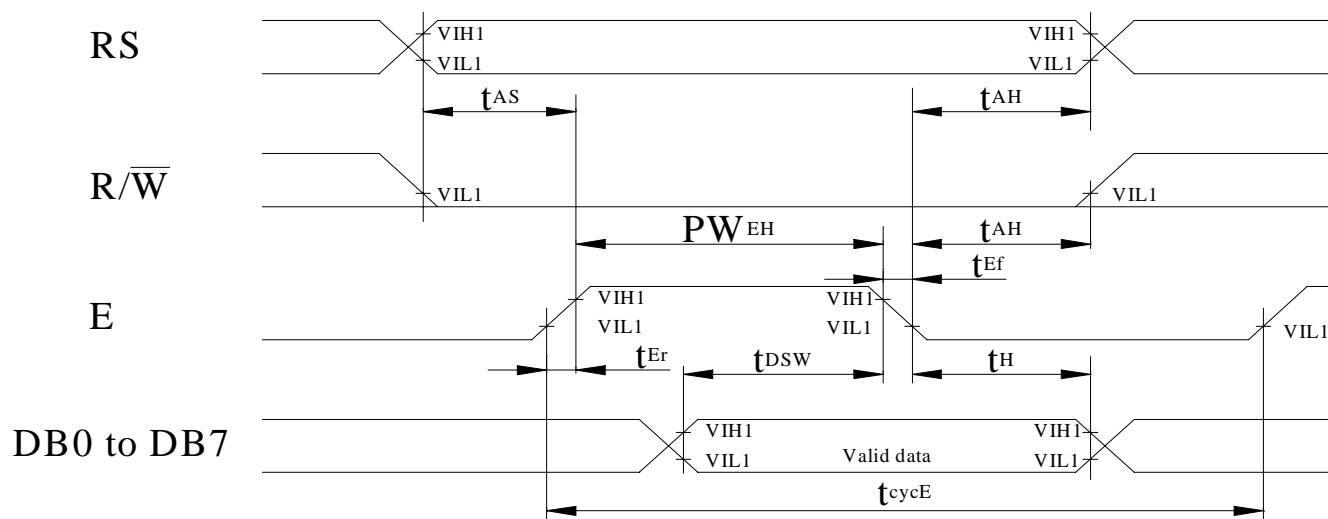 RS VIH1 VIH1
VIL1 VIL1
tAS tAH
R/W̅ VIL1 VIL1
PWEH tAH
tEf
E VIH1 VIH1
VIL1 VIL1 VIL1
tEr tDSW tH
DB0 to DB7 VIH1 VIH1
VIL1 Valid data VIL1
tcycE